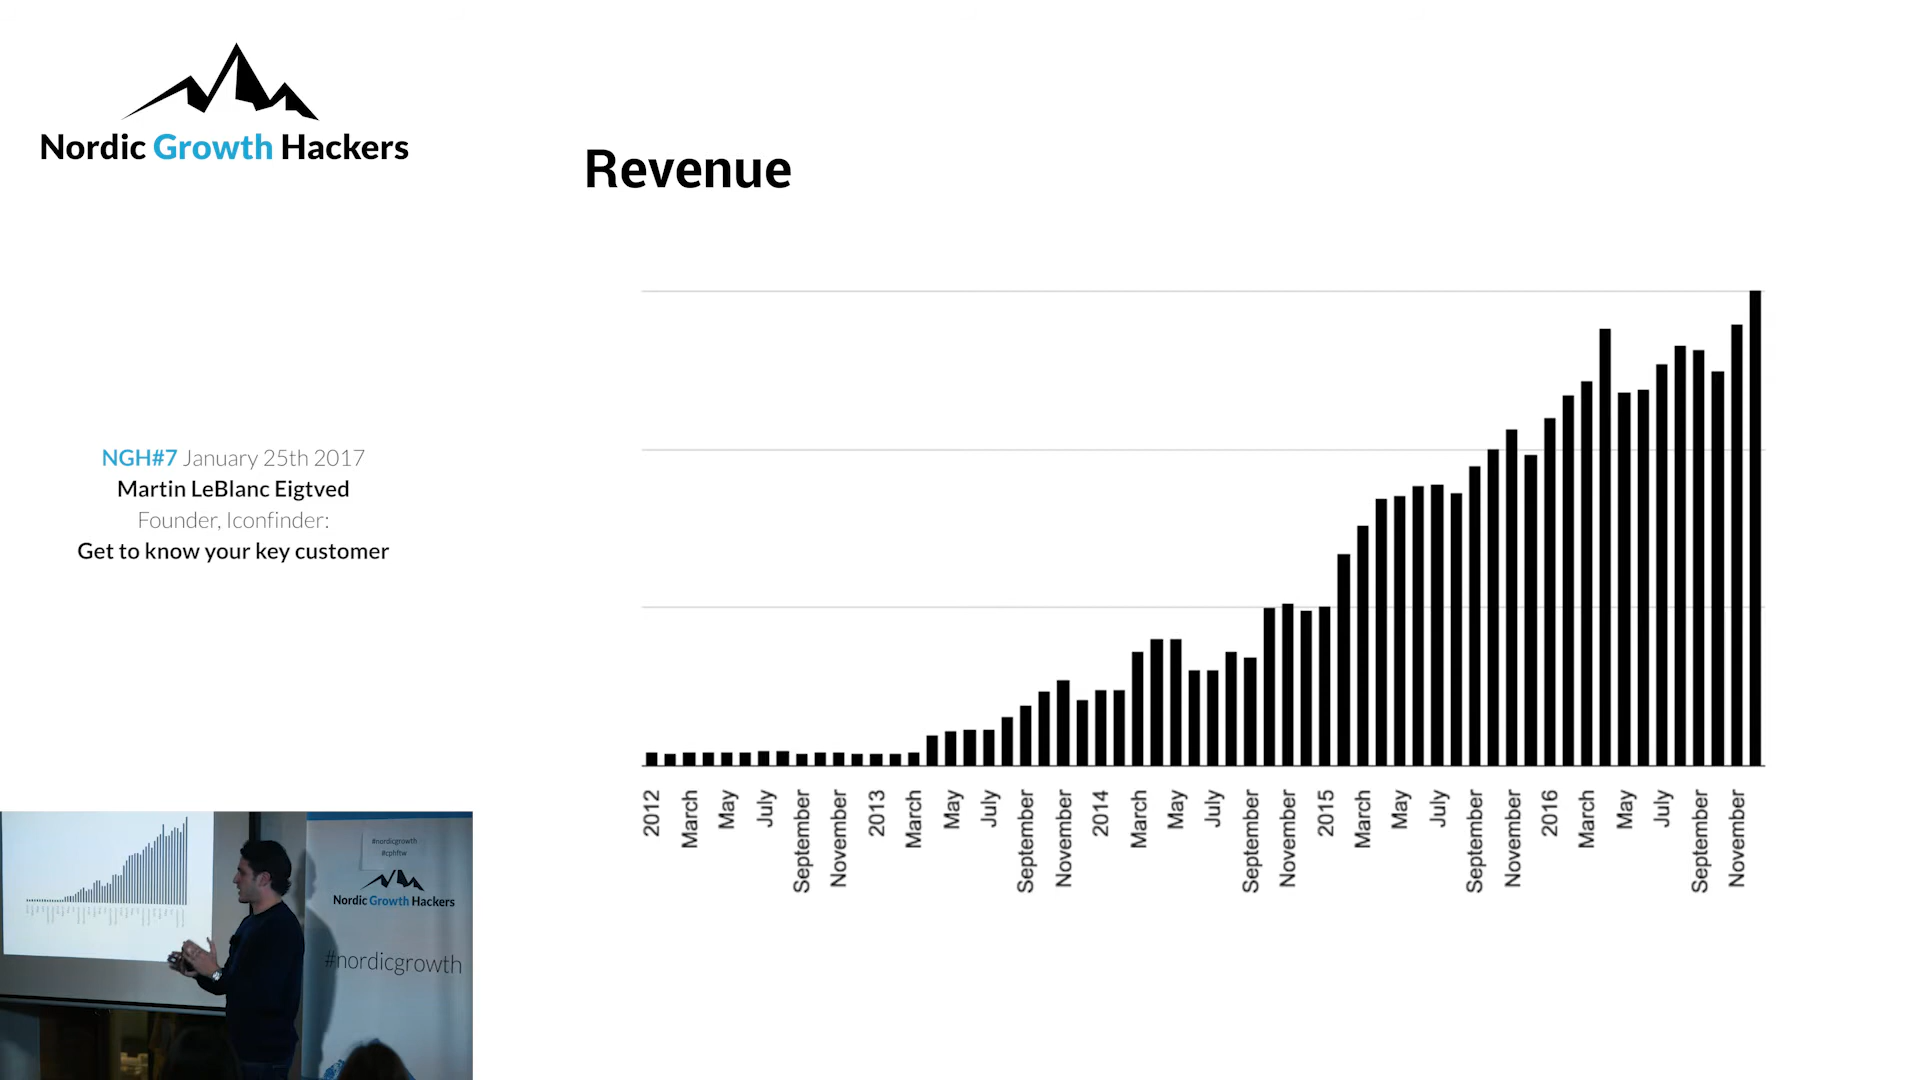 Nordic Growth Hackers
Revenue
NGH#7 January 25th 2017
Martin LeBlanc Eigtved
Founder, Iconfinder:
Get to know your key customer
2012
March
May
July
September
November
2013
March
May
July
September
November
2014
March
May
July
September
November
2015
March
May
July
September
November
2016
March
May
July
September
November
#nordicgrowth
#cphftw
Nordic Growth Hackers
#nordicgrowth